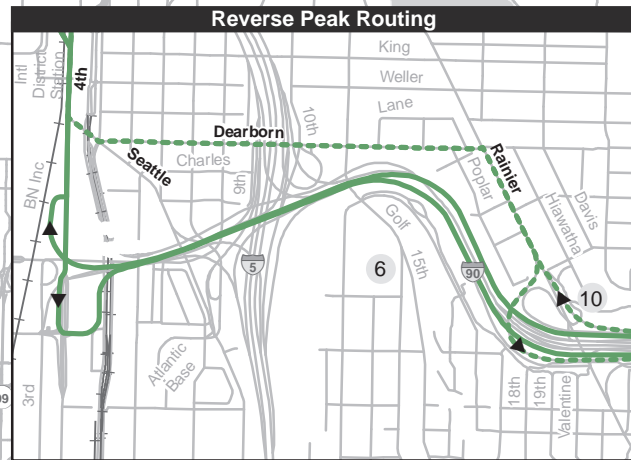 Reverse Peak Routing
King
Weller
Lane
Intl
District
Station
4th
10th
Dearborn
Seattle
Charles
9th
Rainier
Poplar
Hiawatha
Davis
BN Inc
Golf
15th
5
6
90
10
Atlantic
Base
3rd
18th
19th
Valentine
99